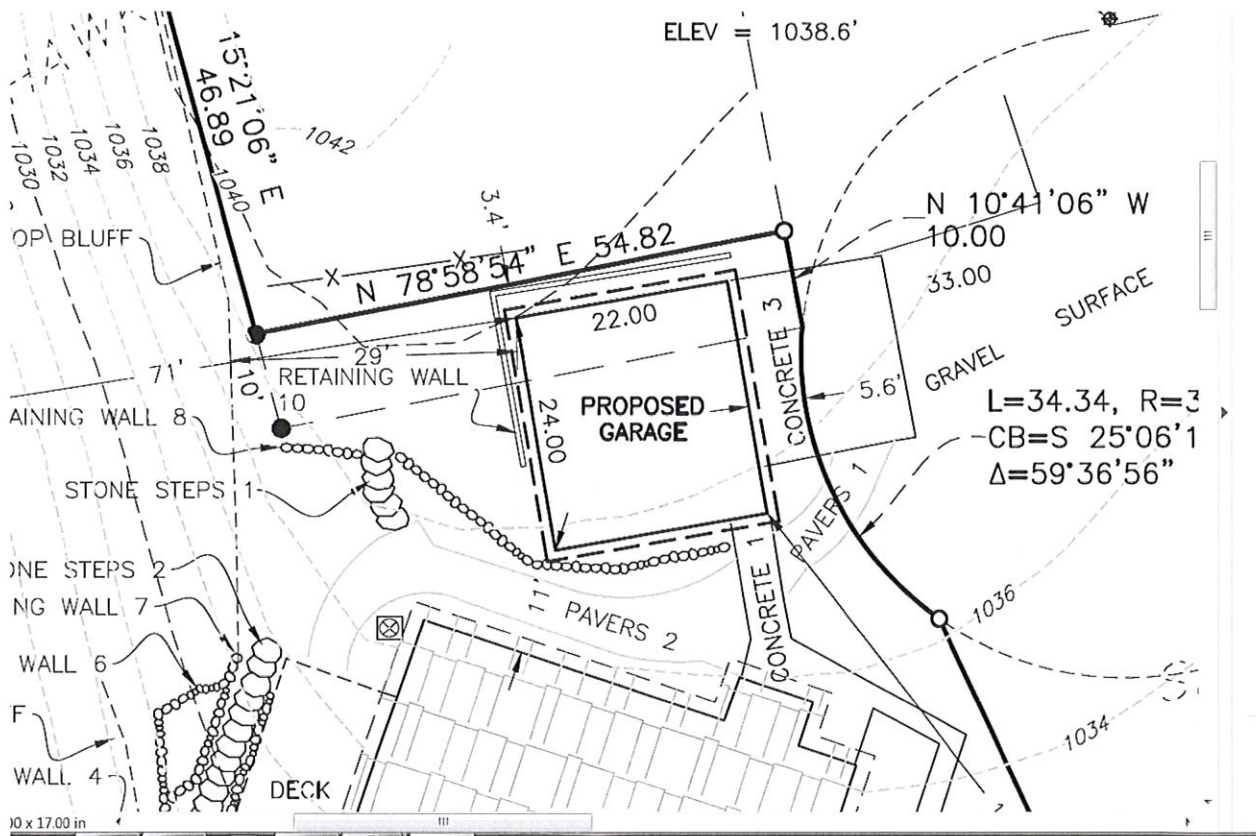 ELEV = 1038.6'
15°21'06" E
46.89
1042
1030
1032
1034
1036
1038
1040
3.4'
N 10°41'06" W
10.00
33.00
OP BLUFF
N 78°58'54" E 54.82
22.00
CONCRETE 3
GRAVEL SURFACE
71'
29'
10'
10
RETAINING WALL
24.00
PROPOSED
GARAGE
5.6'
AINING WALL 8
L=34.34, R=3
CB=S 25°06'1
Δ=59°36'56"
STONE STEPS 1
PAVERS 1
ONE STEPS 2
NG WALL 7
11'
PAVERS 2
CONCRETE 1
1036
WALL 6
F
1034
WALL 4
DECK
00 x 17.00 in